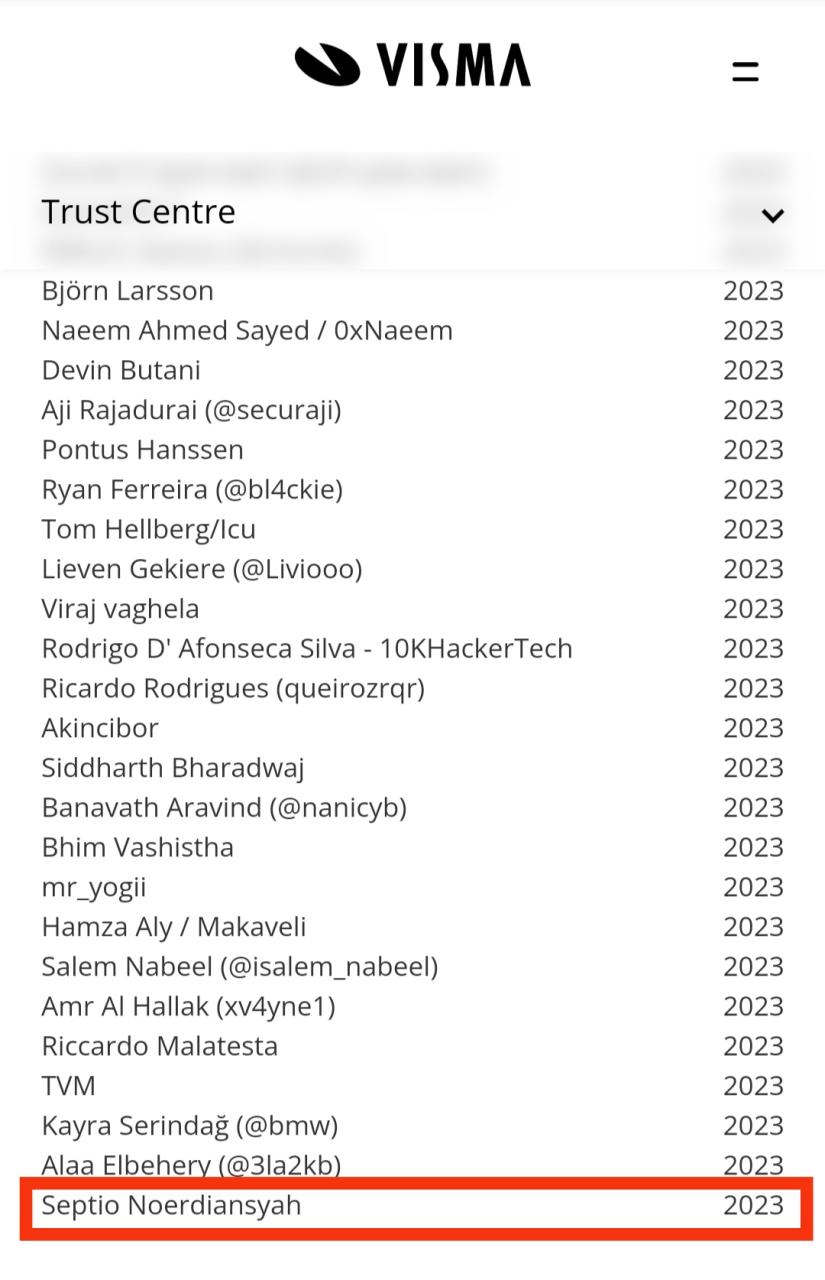 VISMA
Trust Centre
Björn Larsson 2023
Naeem Ahmed Sayed / 0xNaeem 2023
Devin Butani 2023
Aji Rajadurai (@securaji) 2023
Pontus Hanssen 2023
Ryan Ferreira (@bl4ckie) 2023
Tom Hellberg/Icu 2023
Lieven Gekiere (@Liviooo) 2023
Viraj vaghela 2023
Rodrigo D' Afonseca Silva - 10KHackerTech 2023
Ricardo Rodrigues (queirozrqr) 2023
Akincibor 2023
Siddharth Bharadwaj 2023
Banavath Aravind (@nanicyb) 2023
Bhim Vashistha 2023
mr_yogii 2023
Hamza Aly / Makaveli 2023
Salem Nabeel (@isalem_nabeel) 2023
Amr Al Hallak (xv4yne1) 2023
Riccardo Malatesta 2023
TVM 2023
Kayra Serindağ (@bmw) 2023
Alaa Elbehery (@3la2kb) 2023
Septio Noerdiansyah 2023